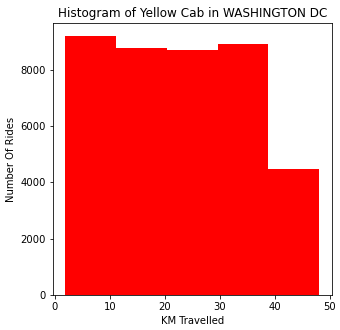 Histogram of Yellow Cab in WASHINGTON DC
Number Of Rides
8000
6000
4000
2000
0
0 10 20 30 40 50
KM Travelled